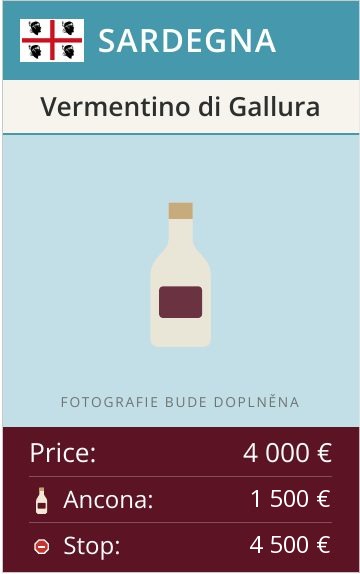 SARDEGNA
Vermentino di Gallura
FOTOGRAFIE BUDE DOPLNĚNA
Price: 4 000 €
Ancona: 1 500 €
Stop: 4 500 €